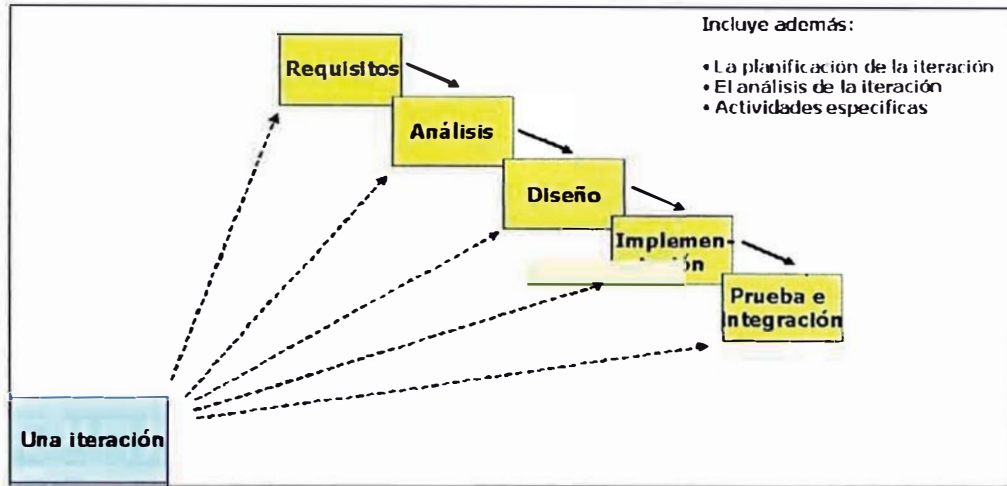 Incluye además:
• La planificación de la iteración
• El análisis de la iteración
• Actividades especificas
Requisitos
Análisis
Diseño
Implemen-
Prueba e
Integración
Una iteración